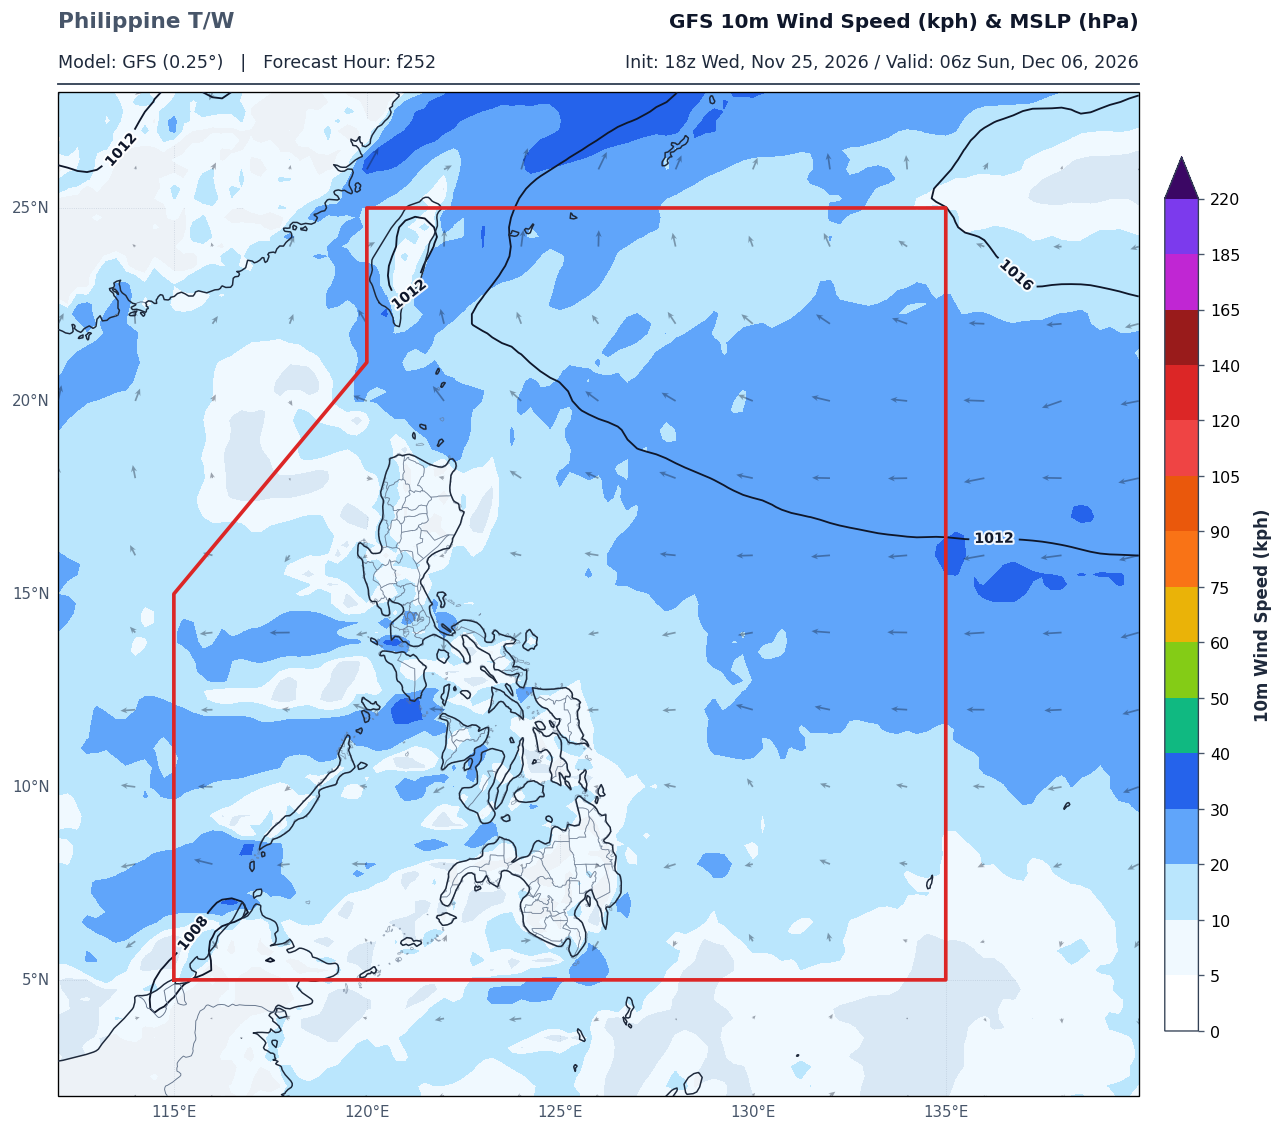 Philippine T/W
GFS 10m Wind Speed (kph) & MSLP (hPa)
Model: GFS (0.25°)   |   Forecast Hour: f252
Init: 18z Wed, Nov 25, 2026 / Valid: 06z Sun, Dec 06, 2026
1012
1012
1016
1012
1008
25°N
20°N
15°N
10°N
5°N
115°E
120°E
125°E
130°E
135°E
220
185
165
140
120
105
90
75
60
50
40
30
20
10
5
0
10m Wind Speed (kph)